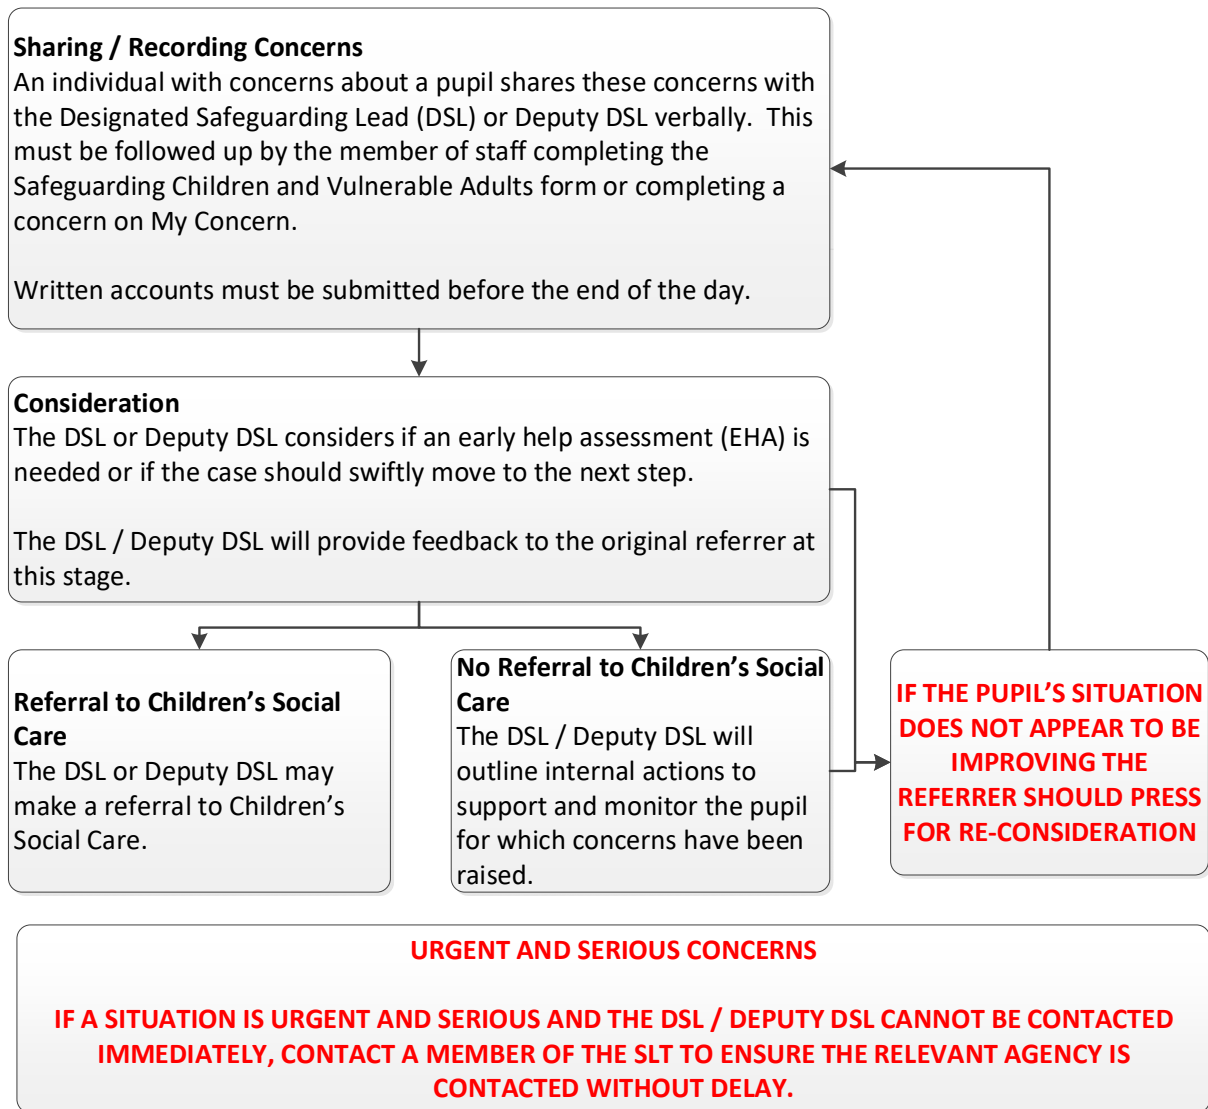 Sharing / Recording Concerns
An individual with concerns about a pupil shares these concerns with
the Designated Safeguarding Lead (DSL) or Deputy DSL verbally.  This
must be followed up by the member of staff completing the
Safeguarding Children and Vulnerable Adults form or completing a
concern on My Concern.
Written accounts must be submitted before the end of the day.
Consideration
The DSL or Deputy DSL considers if an early help assessment (EHA) is
needed or if the case should swiftly move to the next step.
The DSL / Deputy DSL will provide feedback to the original referrer at
this stage.
Referral to Children’s Social
Care
The DSL or Deputy DSL may
make a referral to Children’s
Social Care.
No Referral to Children’s Social
Care
The DSL / Deputy DSL will
outline internal actions to
support and monitor the pupil
for which concerns have been
raised.
IF THE PUPIL’S SITUATION
DOES NOT APPEAR TO BE
IMPROVING THE
REFERRER SHOULD PRESS
FOR RE-CONSIDERATION
URGENT AND SERIOUS CONCERNS
IF A SITUATION IS URGENT AND SERIOUS AND THE DSL / DEPUTY DSL CANNOT BE CONTACTED
IMMEDIATELY, CONTACT A MEMBER OF THE SLT TO ENSURE THE RELEVANT AGENCY IS
CONTACTED WITHOUT DELAY.